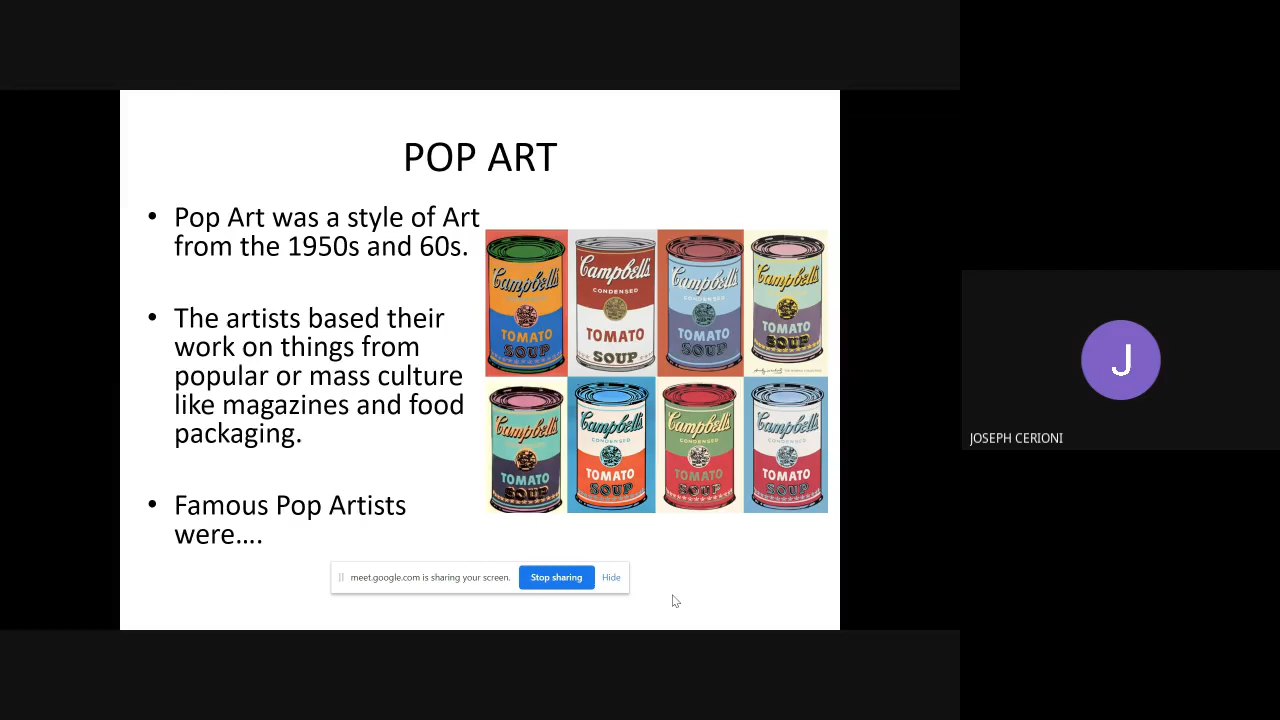 POP ART
• Pop Art was a style of Art
from the 1950s and 60s.
• The artists based their
work on things from
popular or mass culture
like magazines and food
packaging.
• Famous Pop Artists
were....
Campbell's
CONDENSED
TOMATO
SOUP
Campbell's
CONDENSED
TOMATO
SOUP
Campbell's
CONDENSED
TOMATO
SOUP
Campbell's
CONDENSED
TOMATO
SOUP
Campbell's
CONDENSED
TOMATO
SOUP
Campbell's
CONDENSED
TOMATO
SOUP
Campbell's
CONDENSED
TOMATO
SOUP
Campbell's
CONDENSED
TOMATO
SOUP
meet.google.com is sharing your screen. Stop sharing Hide
J
JOSEPH CERIONI